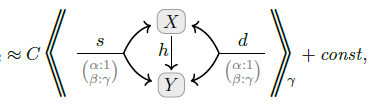 ≈ C ⟪ s (α:1 β:γ) X h Y d (α:1 β:γ) ⟫γ + const,